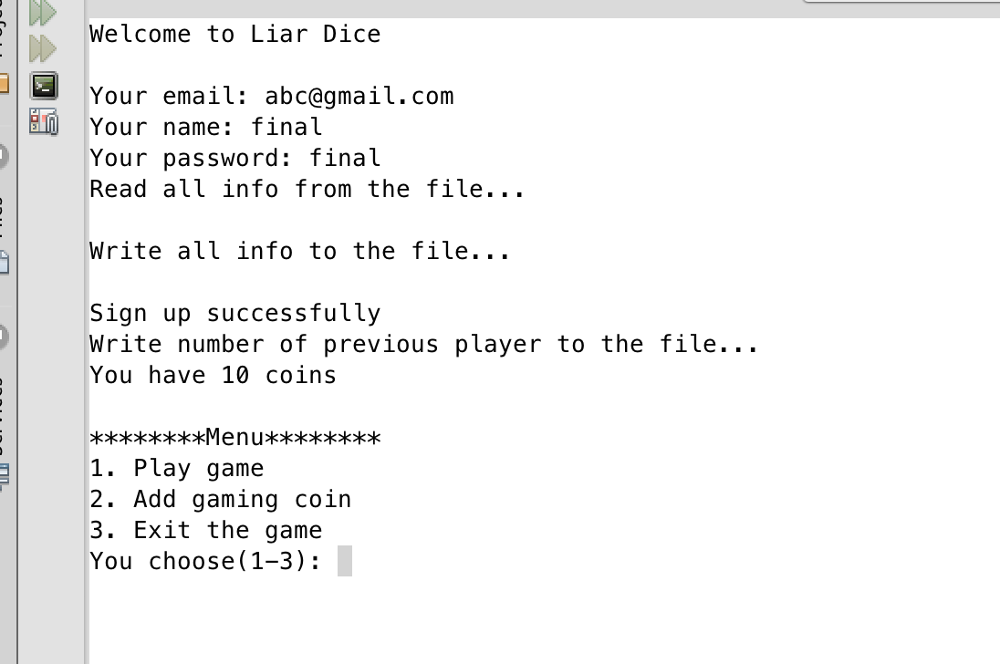 Welcome to Liar Dice
Your email: abc@gmail.com
Your name: final
Your password: final
Read all info from the file...
Write all info to the file...
Sign up successfully
Write number of previous player to the file...
You have 10 coins
********Menu********
1. Play game
2. Add gaming coin
3. Exit the game
You choose(1-3):